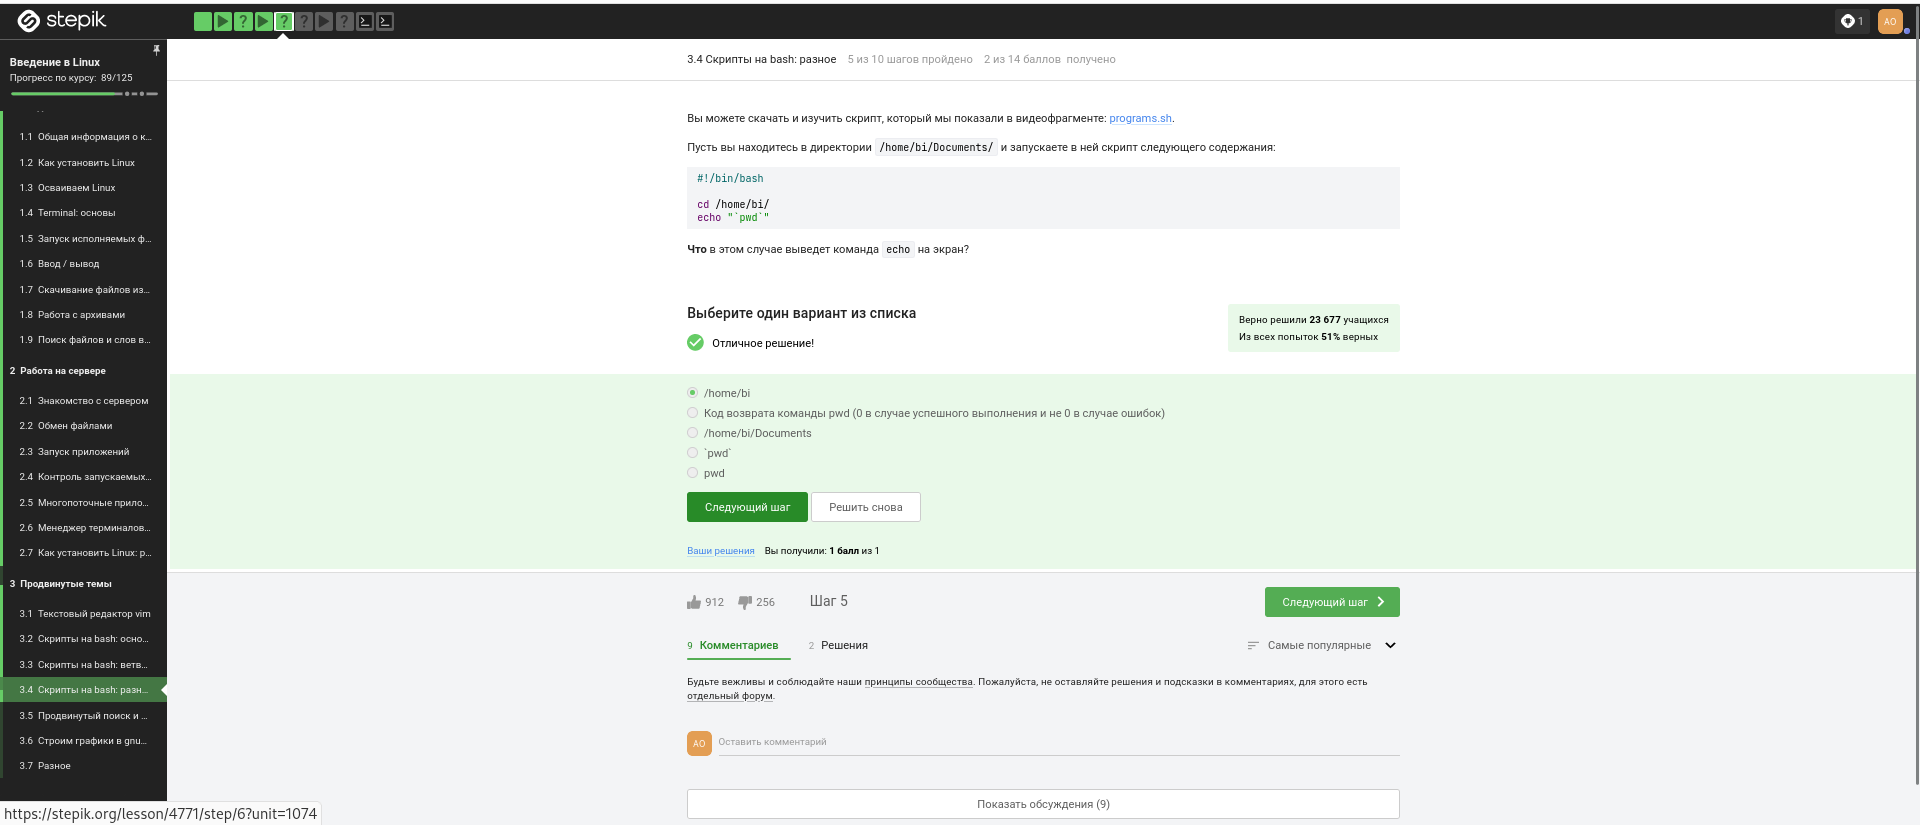 stepik
? ? ? ?
1
AO
Введение в Linux
Прогресс по курсу: 89/125
1.1 Общая информация о к...
1.2 Как установить Linux
1.3 Осваиваем Linux
1.4 Terminal: основы
1.5 Запуск исполняемых ф...
1.6 Ввод / вывод
1.7 Скачивание файлов из...
1.8 Работа с архивами
1.9 Поиск файлов и слов в...
2 Работа на сервере
2.1 Знакомство с сервером
2.2 Обмен файлами
2.3 Запуск приложений
2.4 Контроль запускаемых...
2.5 Многопоточные прило...
2.6 Менеджер терминалов...
2.7 Как установить Linux: р...
3 Продвинутые темы
3.1 Текстовый редактор vim
3.2 Скрипты на bash: осно...
3.3 Скрипты на bash: ветв...
3.4 Скрипты на bash: разн...
3.5 Продвинутый поиск и ...
3.6 Строим графики в gnu...
3.7 Разное
3.4 Скрипты на bash: разное 5 из 10 шагов пройдено 2 из 14 баллов получено
Вы можете скачать и изучить скрипт, который мы показали в видеофрагменте: programs.sh.
Пусть вы находитесь в директории /home/bi/Documents/ и запускаете в ней скрипт следующего содержания:
#!/bin/bash
cd /home/bi/
echo "`pwd`"
Что в этом случае выведет команда echo на экран?
Выберите один вариант из списка
Отличное решение!
Верно решили 23 677 учащихся
Из всех попыток 51% верных
/home/bi
Код возврата команды pwd (0 в случае успешного выполнения и не 0 в случае ошибок)
/home/bi/Documents
`pwd`
pwd
Следующий шаг Решить снова
Ваши решения Вы получили: 1 балл из 1
912 256 Шаг 5 Следующий шаг
9 Комментариев 2 Решения Самые популярные
Будьте вежливы и соблюдайте наши принципы сообщества. Пожалуйста, не оставляйте решения и подсказки в комментариях, для этого есть
отдельный форум.
AO Оставить комментарий
Показать обсуждения (9)
https://stepik.org/lesson/4771/step/6?unit=1074